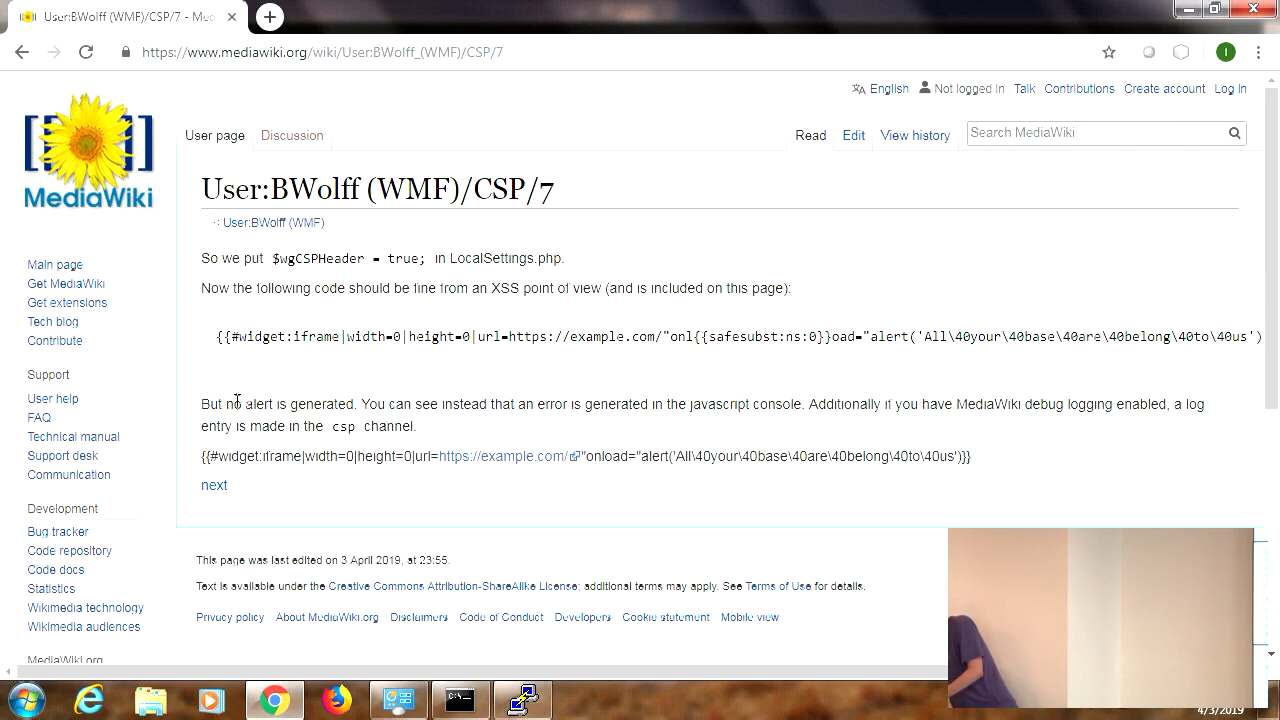 User:BWolff (WMF)/CSP/7 - Me
https://www.mediawiki.org/wiki/User:BWolff_(WMF)/CSP/7
I
English Not logged in Talk Contributions Create account Log in
MEDIAWIKI
User page Discussion Read Edit View history Search MediaWiki
User:BWolff (WMF)/CSP/7
User:BWolff (WMF)
So we put $wgCSPHeader = true; in LocalSettings.php.
Now the following code should be fine from an XSS point of view (and is included on this page):
{{#widget:iframe|width=0|height=0|url=https://example.com/"onl{{safesubst:ns:0}}oad="alert('All\40your\40base\40are\40belong\40to\40us')
But no alert is generated. You can see instead that an error is generated in the javascript console. Additionally if you have MediaWiki debug logging enabled, a log
entry is made in the csp channel.
{{#widget:iframe|width=0|height=0|url=https://example.com/"onload="alert('All\40your\40base\40are\40belong\40to\40us')}}
next
Main page
Get MediaWiki
Get extensions
Tech blog
Contribute
Support
User help
FAQ
Technical manual
Support desk
Communication
Development
Bug tracker
Code repository
Code docs
Statistics
Wikimedia technology
Wikimedia audiences
MediaWiki.org
This page was last edited on 3 April 2019, at 23:55.
Text is available under the Creative Commons Attribution-ShareAlike License; additional terms may apply. See Terms of Use for details.
Privacy policy About MediaWiki.org Disclaimers Code of Conduct Developers Cookie statement Mobile view
C:\.
4/3/2019